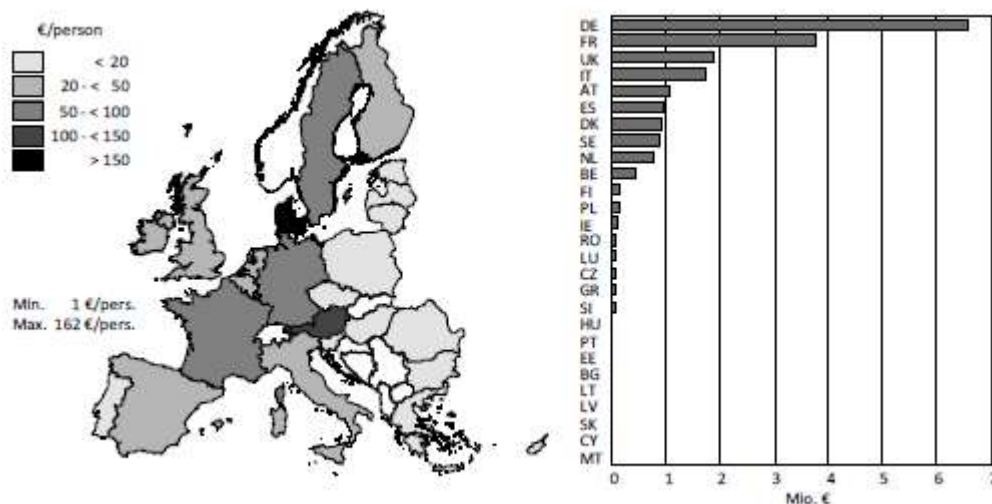 €/person
< 20
20 - < 50
50 - < 100
100 - < 150
> 150
Min. 1 €/pers.
Max. 162 €/pers.
DE
FR
UK
IT
AT
ES
DK
SE
NL
BE
FI
PL
IE
RO
LU
CZ
GR
SI
HU
PT
EE
BG
LT
LV
SK
CY
MT
0 1 2 3 4 5 6 7
Mio. €